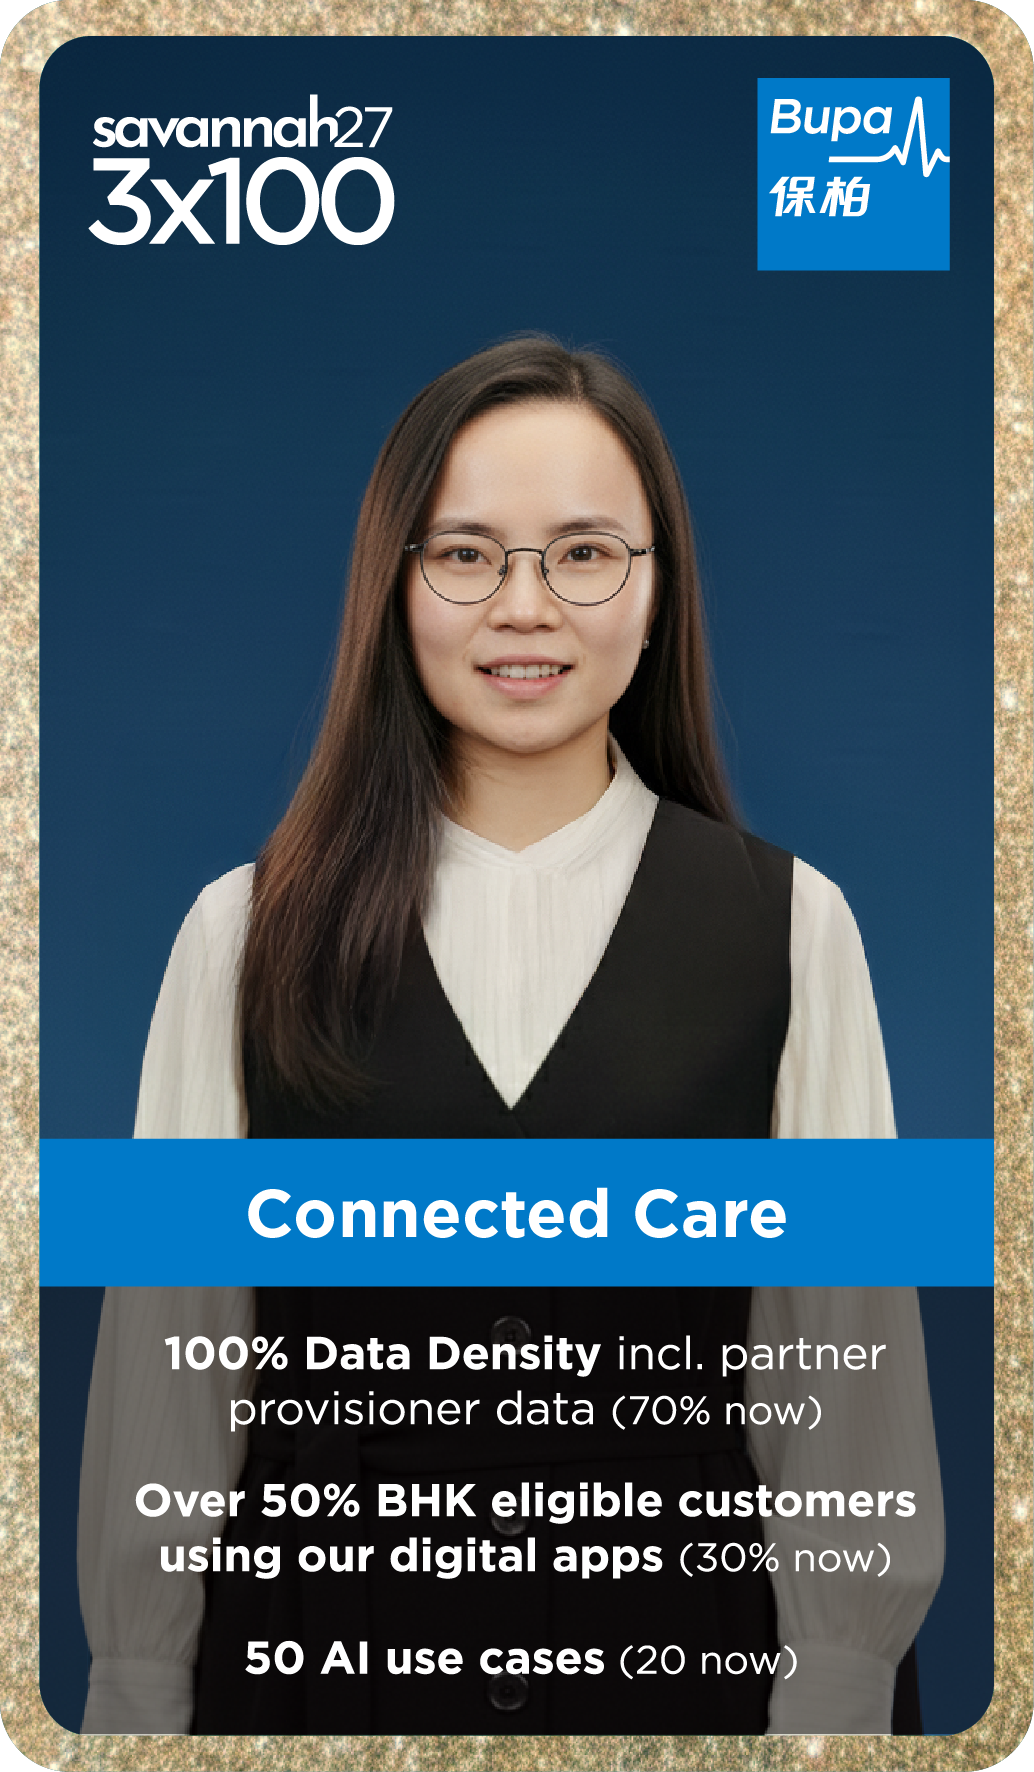 savannah27
3x100
Bupa
保柏
Connected Care
100% Data Density incl. partner
provisioner data (70% now)
Over 50% BHK eligible customers
using our digital apps (30% now)
50 AI use cases (20 now)